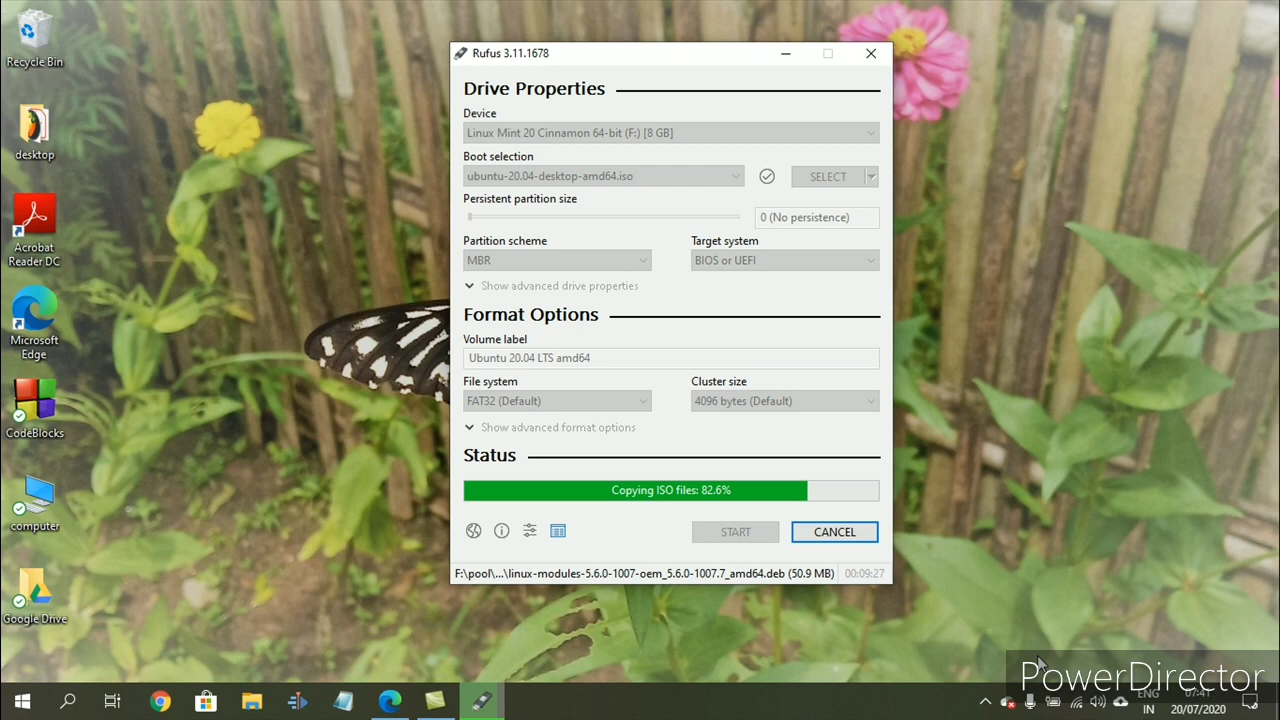 Recycle Bin
desktop
Acrobat
Reader DC
Microsoft
Edge
CodeBlocks
computer
Google Drive
Rufus 3.11.1678
Drive Properties
Device
Linux Mint 20 Cinnamon 64-bit (F:) [8 GB]
Boot selection
ubuntu-20.04-desktop-amd64.iso
SELECT
Persistent partition size
0 (No persistence)
Partition scheme
Target system
MBR
BIOS or UEFI
Show advanced drive properties
Format Options
Volume label
Ubuntu 20.04 LTS amd64
File system
Cluster size
FAT32 (Default)
4096 bytes (Default)
Show advanced format options
Status
Copying ISO files: 82.6%
START
CANCEL
F:\pool\...\linux-modules-5.6.0-1007-oem_5.6.0-1007.7_amd64.deb (50.9 MB)
00:09:27
PowerDirector
ENG
IN
07:41
20/07/2020